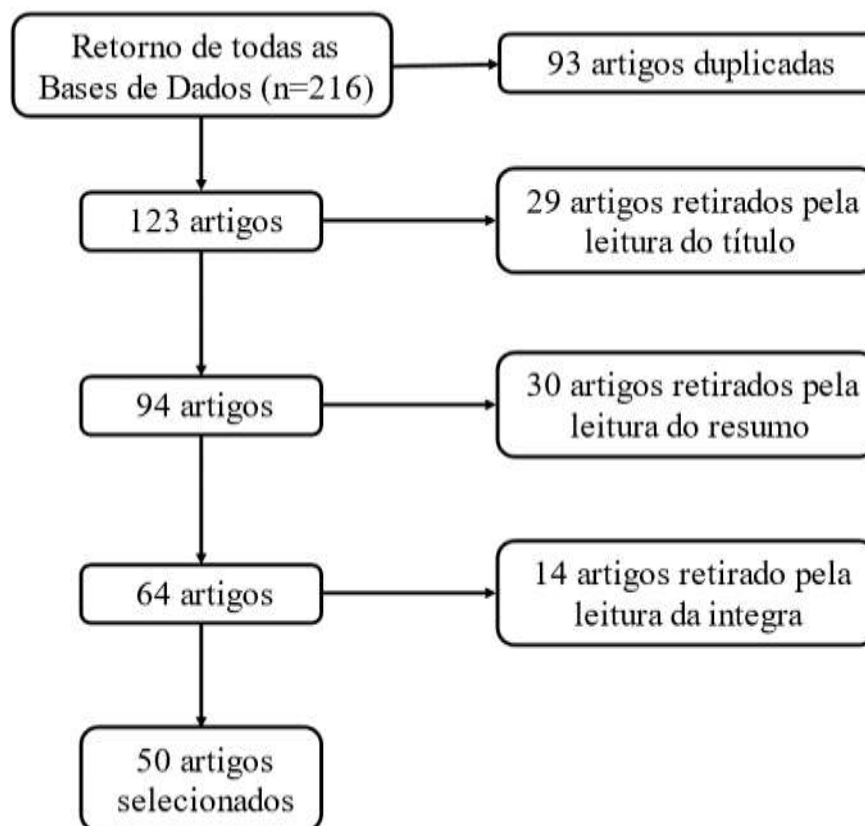 Retorno de todas as
Bases de Dados (n=216)
93 artigos duplicadas
123 artigos
29 artigos retirados pela
leitura do título
94 artigos
30 artigos retirados pela
leitura do resumo
64 artigos
14 artigos retirado pela
leitura da integra
50 artigos
selecionados